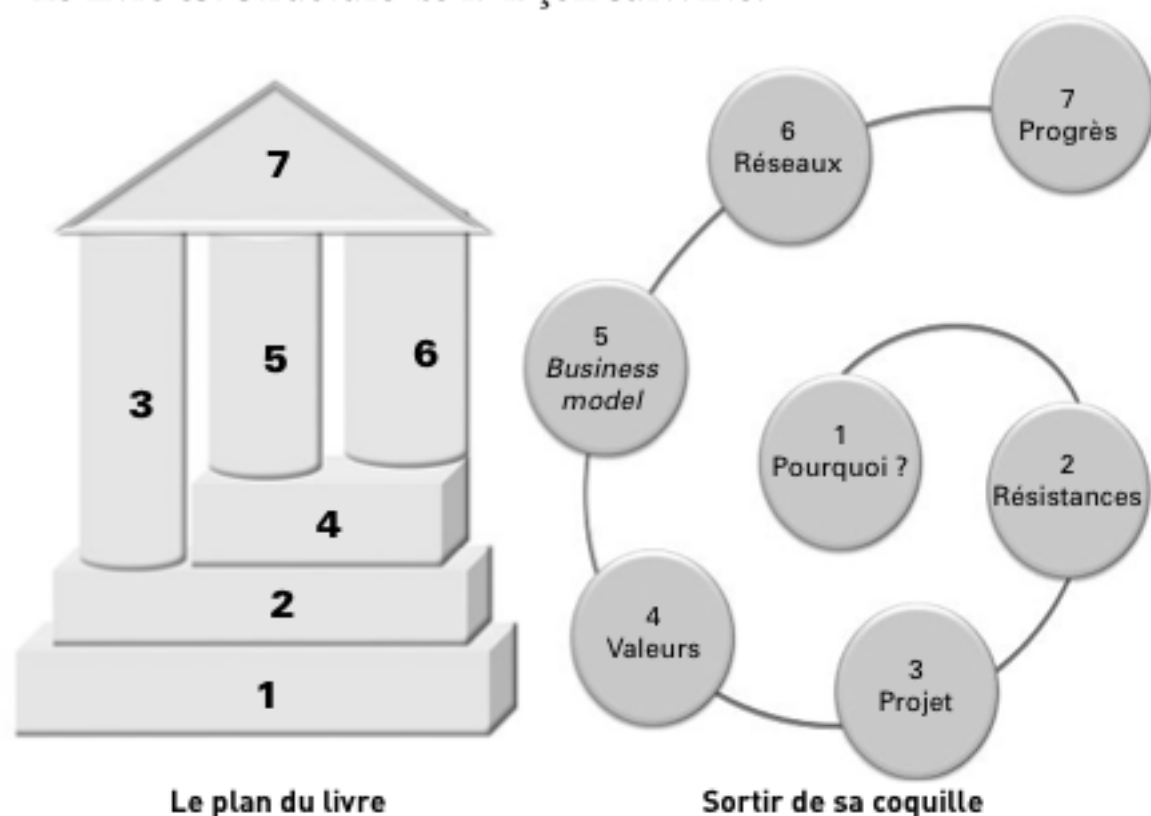 7
3
5
6
4
2
1
Le plan du livre
1
Pourquoi ?
2
Résistances
3
Projet
4
Valeurs
5
Business
model
6
Réseaux
7
Progrès
Sortir de sa coquille